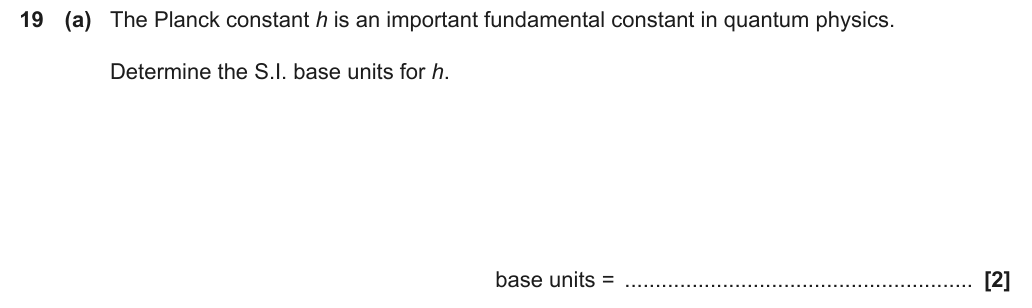 19 (a) The Planck constant h is an important fundamental constant in quantum physics.
Determine the S.I. base units for h.
base units = ......................................................... [2]